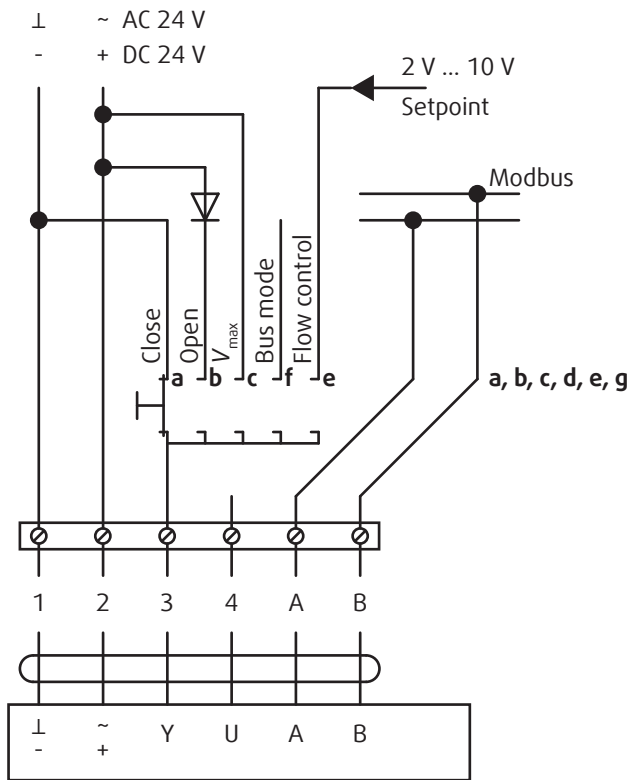 ⊥ ~ AC 24 V
- + DC 24 V
2 V ... 10 V
Setpoint
Modbus
Close
Open
Vmax
Bus mode
Flow control
a b c f e
a, b, c, d, e, g
1 2 3 4 A B
⊥ ~ Y U A B
- +